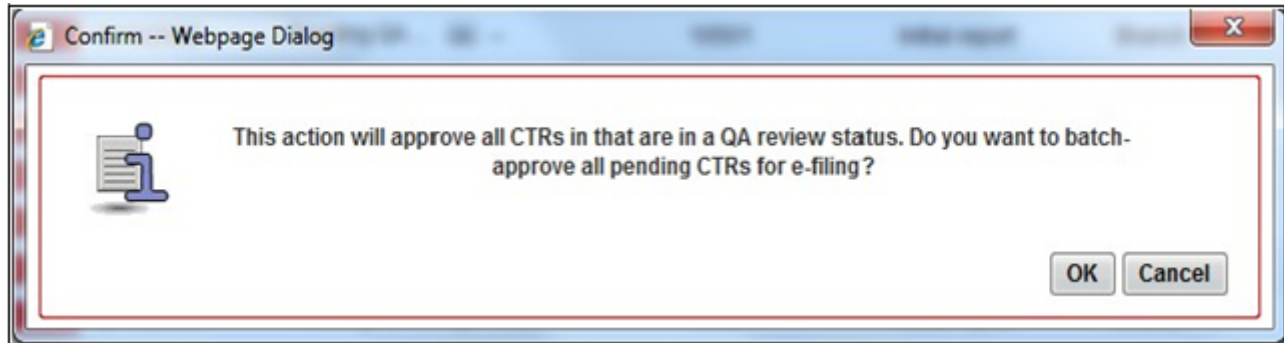 Confirm -- Webpage Dialog
This action will approve all CTRs in that are in a QA review status. Do you want to batch-
approve all pending CTRs for e-filing?
OK Cancel